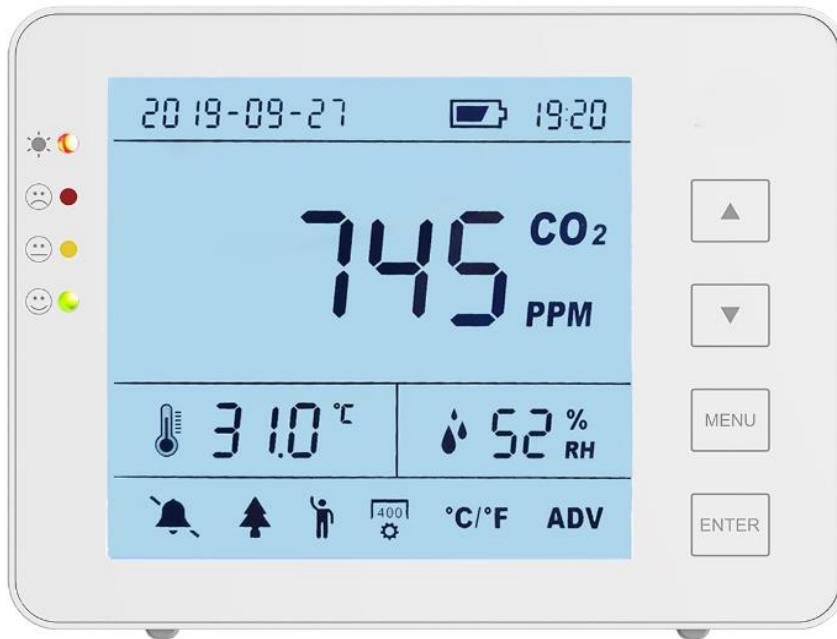 2019-09-27 19:20
745 CO2
PPM
31.0 °C 52 % RH
400 °C/°F ADV
MENU
ENTER